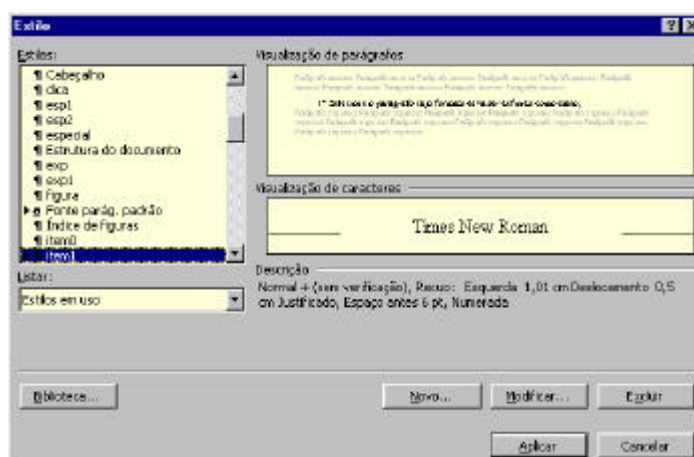 Estilo
Estilos:
¶ Cabeçalho
¶ dica
¶ esp1
¶ esp2
¶ especial
¶ Estrutura do documento
¶ exp
¶ exp1
¶ figura
a Fonte parág. padrão
¶ Índice de figuras
¶ item0
¶ item1
Listar:
Estilos em uso
Visualização de parágrafos
Visualização de caracteres
Times New Roman
Descrição
Normal + (sem verificação), Recuo: Esquerda 1,01 cm Deslocamento 0,5
cm Justificado, Espaço antes 6 pt, Numerada
Biblioteca...
Novo...
Modificar...
Excluir
Aplicar
Cancelar